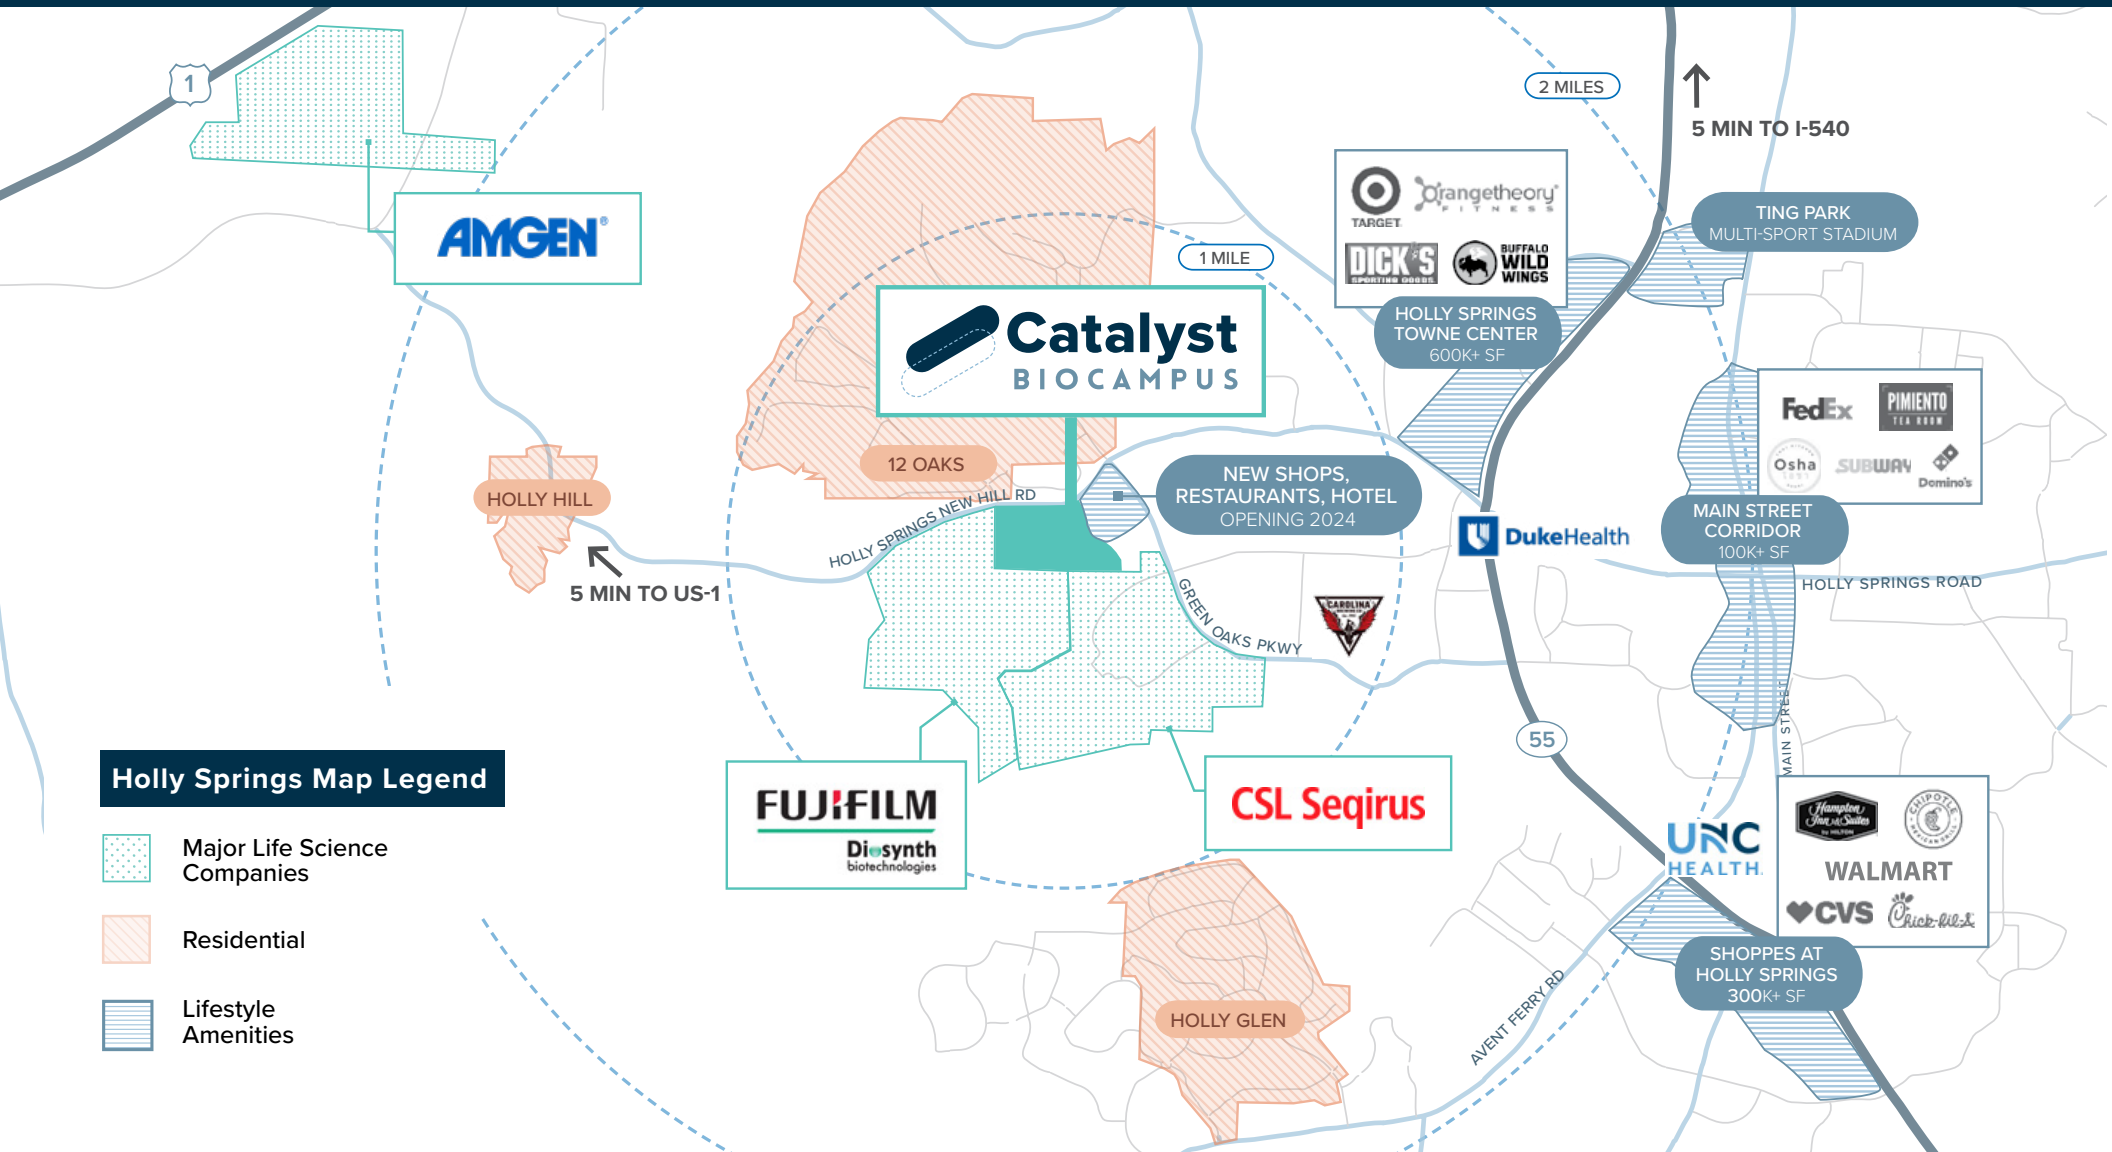 1
2 MILES
5 MIN TO I-540
TARGET
Orangetheory
FITNESS
DICK'S
SPORTING GOODS
BUFFALO
WILD
WINGS
TING PARK
MULTI-SPORT STADIUM
AMGEN®
1 MILE
HOLLY SPRINGS
TOWNE CENTER
600K+ SF
Catalyst
BIOCAMPUS
FedEx
PIMIENTO
TEA ROOM
Osha
SUBWAY
Domino's
12 OAKS
HOLLY HILL
HOLLY SPRINGS NEW HILL RD
NEW SHOPS,
RESTAURANTS, HOTEL
OPENING 2024
DukeHealth
MAIN STREET
CORRIDOR
100K+ SF
5 MIN TO US-1
HOLLY SPRINGS ROAD
GREEN OAKS PKWY
CAROLINA
MAIN STREET
55
Holly Springs Map Legend
Major Life Science
Companies
Residential
Lifestyle
Amenities
FUJIFILM
Diosynth
biotechnologies
CSL Seqirus
UNC
HEALTH
Hampton
Inn & Suites
by HILTON
CHIPOTLE
MEXICAN GRILL
WALMART
CVS
Chick-fil-A
SHOPPES AT
HOLLY SPRINGS
300K+ SF
AVENT FERRY RD
HOLLY GLEN